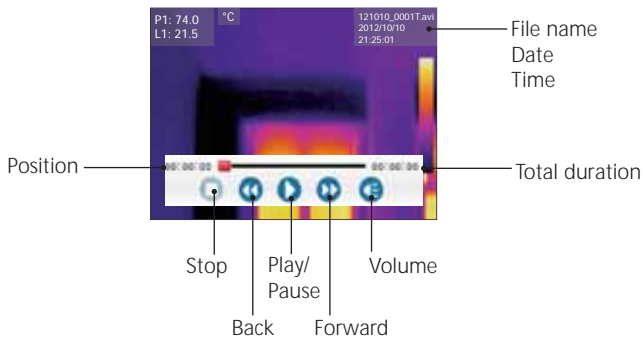 P1: 74.0
L1: 21.5
°C
121010_0001T.avi
2012/10/10
21:25:01
File name
Date
Time
Position
Total duration
Stop
Play/
Pause
Volume
Back
Forward